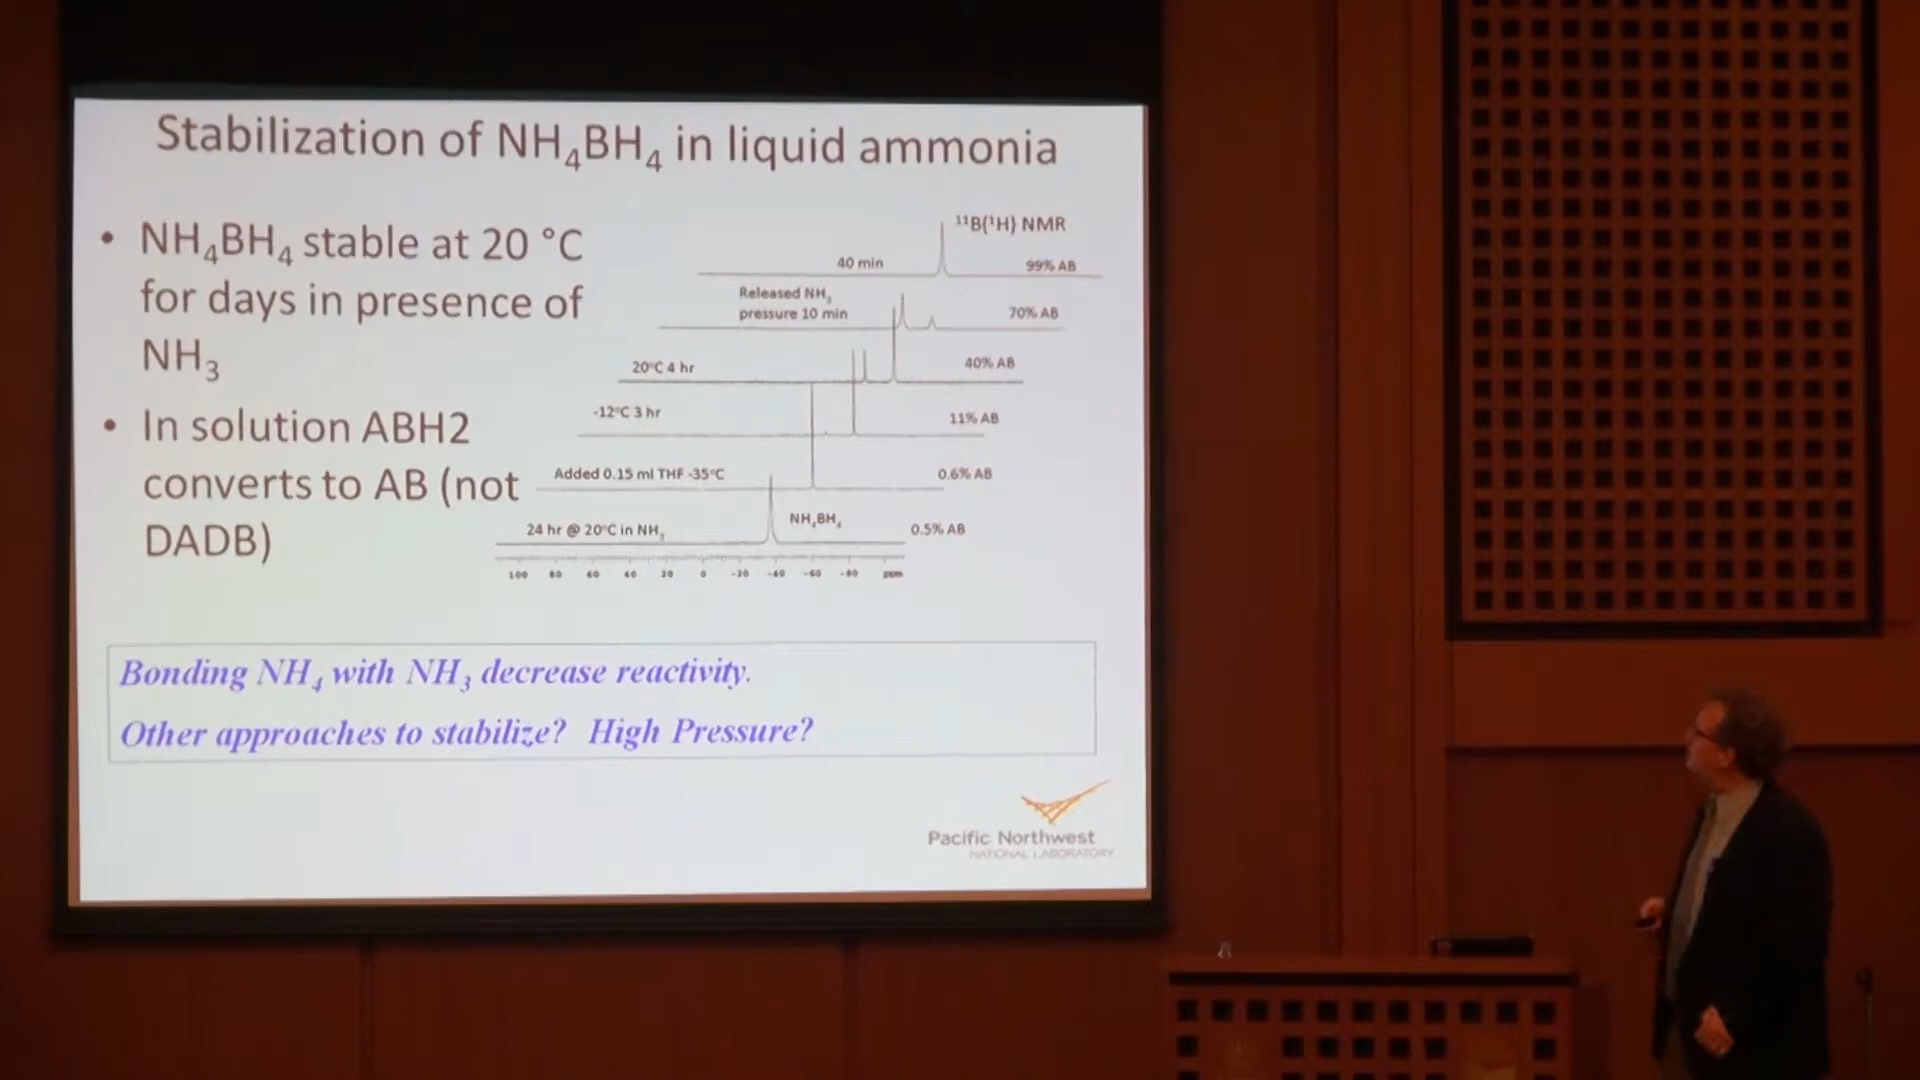 Stabilization of NH₄BH₄ in liquid ammonia
• NH₄BH₄ stable at 20 °C
for days in presence of
NH₃
• In solution ABH2
converts to AB (not
DADB)
¹¹B{¹H} NMR
40 min 99% AB
Released NH₃
pressure 10 min 70% AB
20°C 4 hr 40% AB
-12°C 3 hr 11% AB
Added 0.15 ml THF -35°C 0.6% AB
24 hr @ 20°C in NH₃ NH₄BH₄ 0.5% AB
100 80 60 40 20 0 -20 -40 -60 -80 ppm
Bonding NH₄ with NH₃ decrease reactivity.
Other approaches to stabilize? High Pressure?
Pacific Northwest
NATIONAL LABORATORY